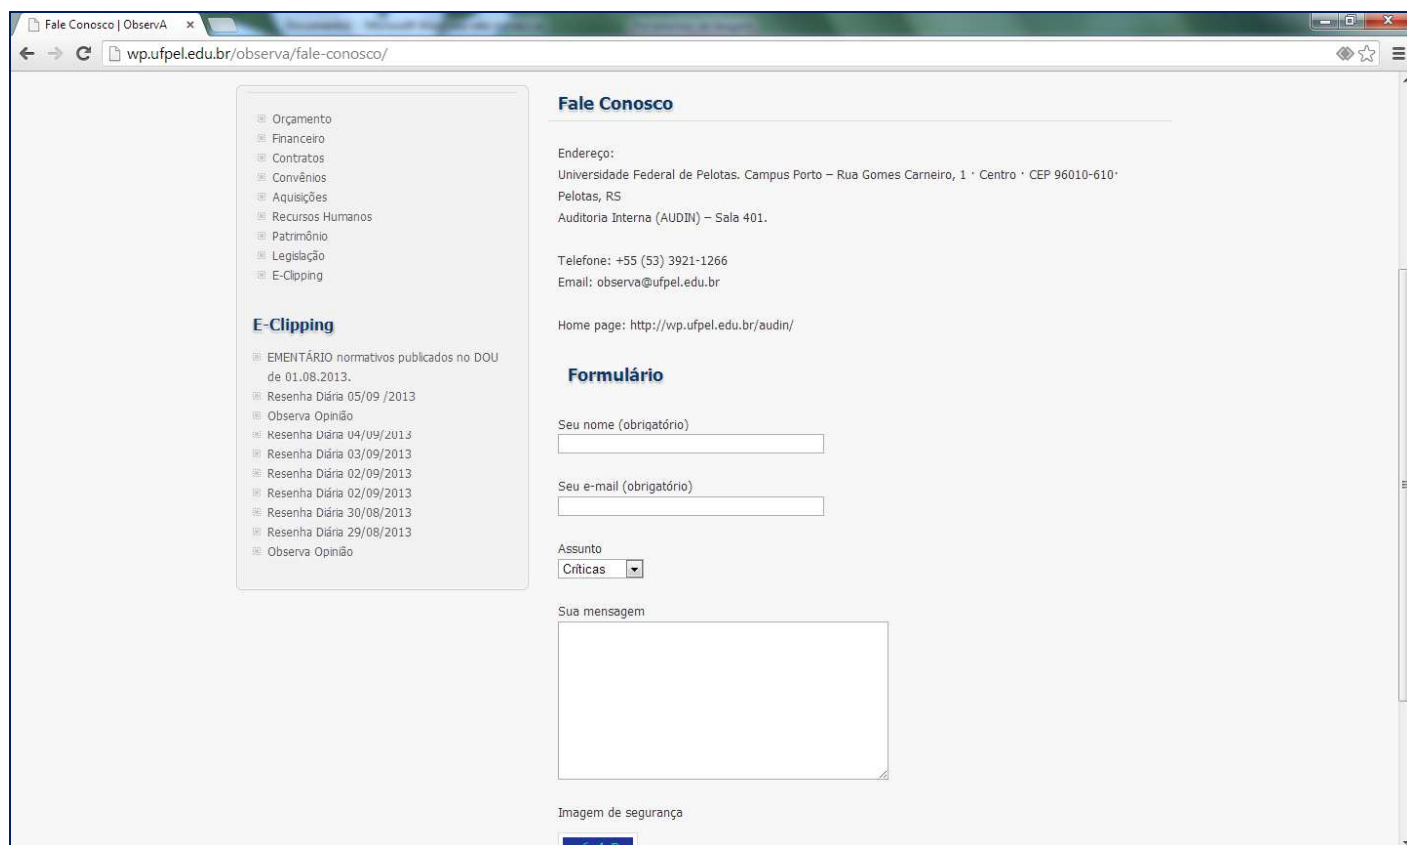 Fale Conosco | ObservA
wp.ufpel.edu.br/observa/fale-conosco/
Orçamento
Financeiro
Contratos
Convênios
Aquisições
Recursos Humanos
Patrimônio
Legislação
E-Clipping
E-Clipping
EMENTÁRIO normativos publicados no DOU
de 01.08.2013.
Resenha Diária 05/09 /2013
Observa Opinião
Resenha Diária 04/09/2013
Resenha Diária 03/09/2013
Resenha Diária 02/09/2013
Resenha Diária 02/09/2013
Resenha Diária 30/08/2013
Resenha Diária 29/08/2013
Observa Opinião
Fale Conosco
Endereço:
Universidade Federal de Pelotas. Campus Porto – Rua Gomes Carneiro, 1 · Centro · CEP 96010-610·
Pelotas, RS
Auditoria Interna (AUDIN) – Sala 401.
Telefone: +55 (53) 3921-1266
Email: observa@ufpel.edu.br
Home page: http://wp.ufpel.edu.br/audin/
Formulário
Seu nome (obrigatório)
Seu e-mail (obrigatório)
Assunto
Críticas
Sua mensagem
Imagem de segurança